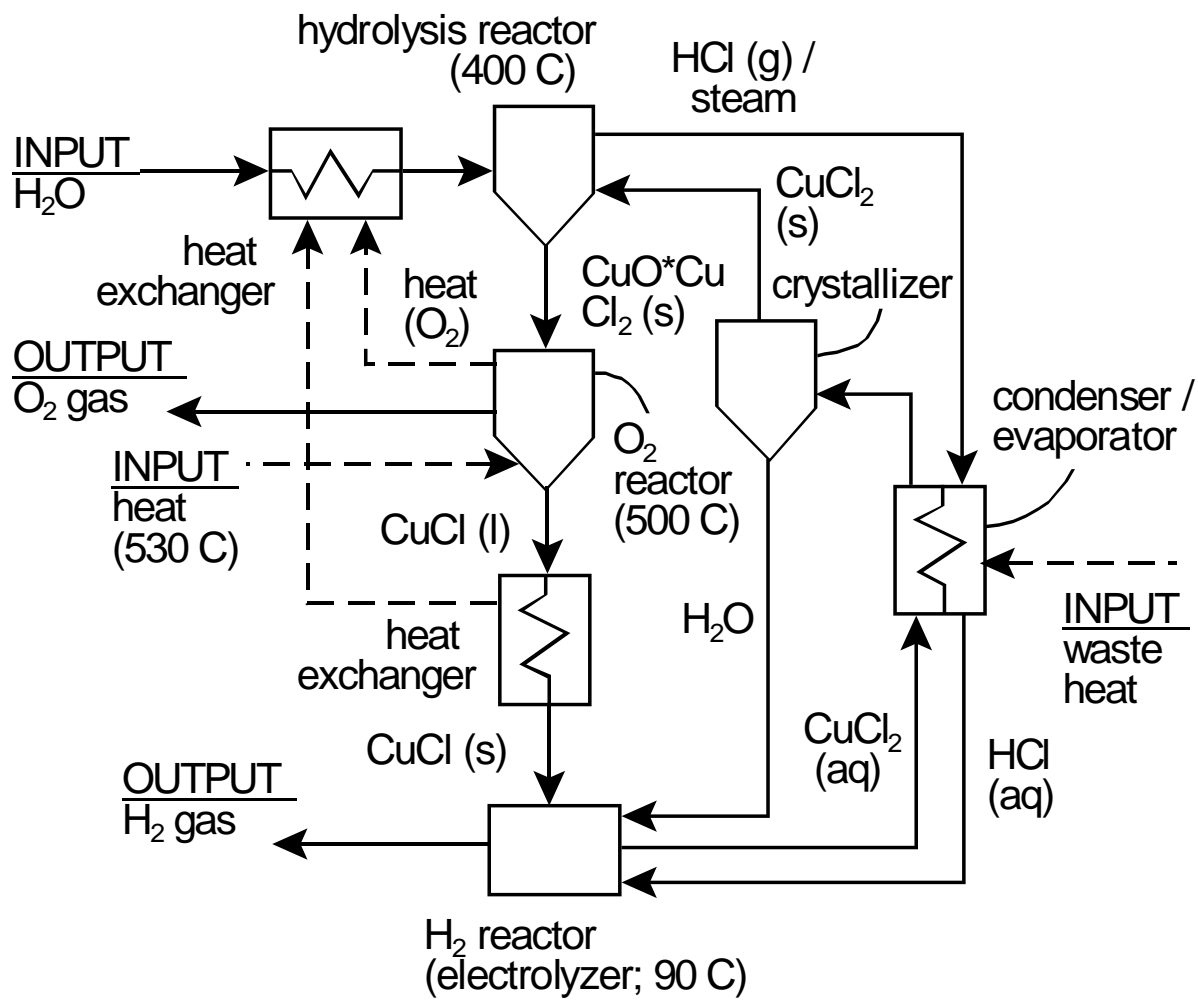 hydrolysis reactor
(400 C)
HCl (g) /
steam
INPUT
H₂O
CuCl₂
(s)
heat
exchanger
heat
(O₂)
CuO*Cu
Cl₂ (s)
crystallizer
OUTPUT
O₂ gas
condenser /
evaporator
INPUT
heat
(530 C)
O₂
reactor
(500 C)
CuCl (l)
H₂O
INPUT
waste
heat
heat
exchanger
CuCl₂
(aq)
HCl
(aq)
CuCl (s)
OUTPUT
H₂ gas
H₂ reactor
(electrolyzer; 90 C)